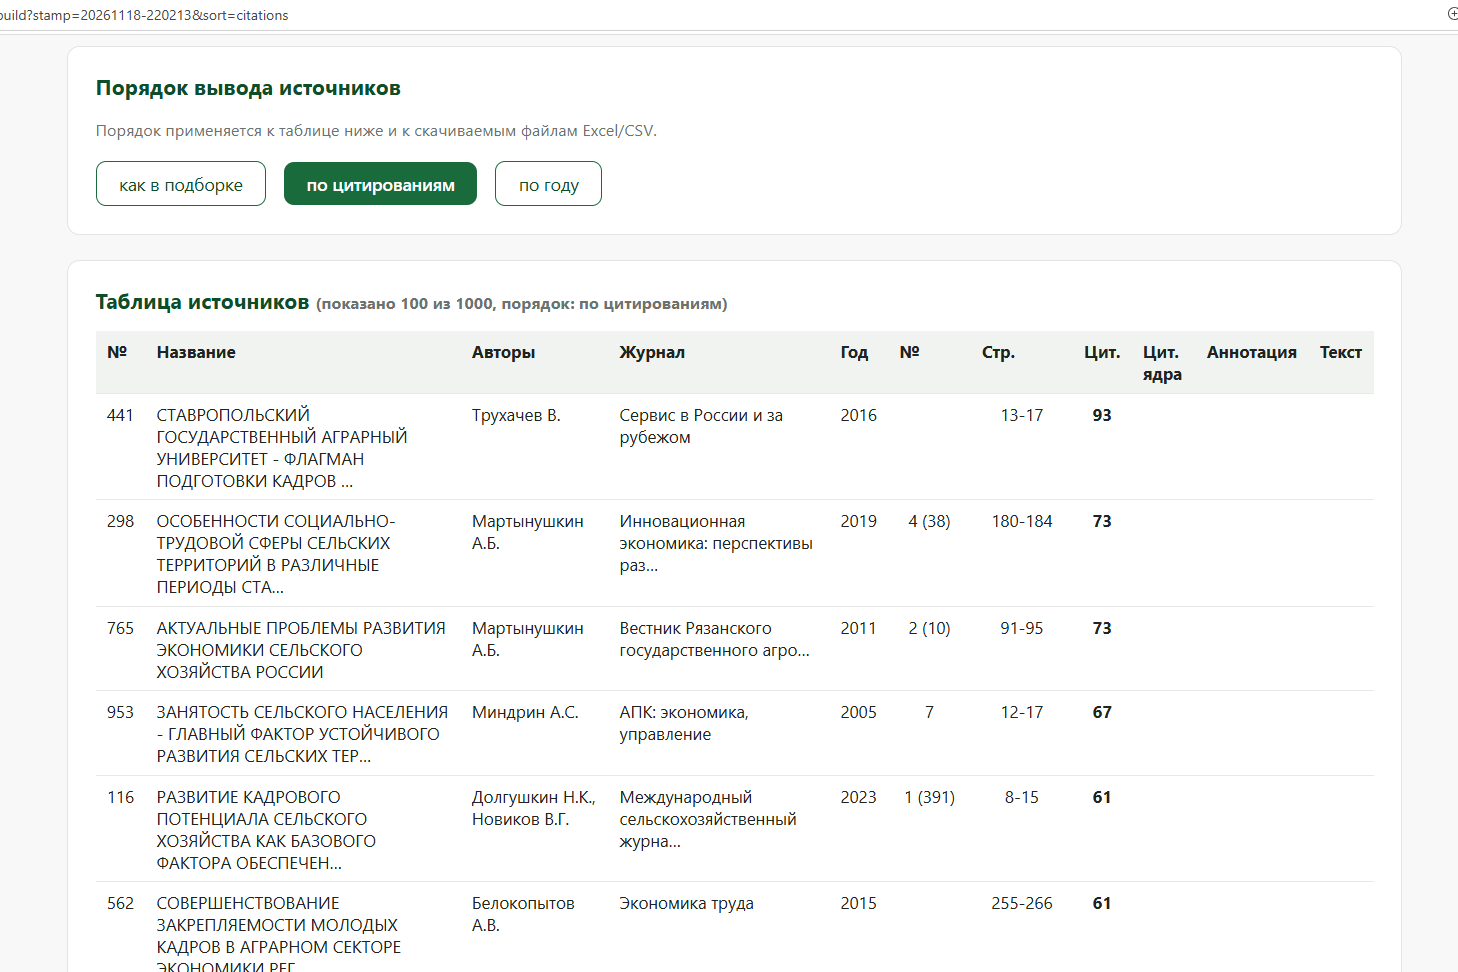 build?stamp=20261118-220213&sort=citations
Порядок вывода источников
Порядок применяется к таблице ниже и к скачиваемым файлам Excel/CSV.
как в подборке по цитированиям по году
Таблица источников (показано 100 из 1000, порядок: по цитированиям)
№ Название Авторы Журнал Год № Стр. Цит. Цит. Аннотация Текст
ядра
441 СТАВРОПОЛЬСКИЙ Трухачев В. Сервис в России и за 2016 13-17 93
ГОСУДАРСТВЕННЫЙ АГРАРНЫЙ рубежом
УНИВЕРСИТЕТ - ФЛАГМАН
ПОДГОТОВКИ КАДРОВ ...
298 ОСОБЕННОСТИ СОЦИАЛЬНО- Мартынушкин Инновационная 2019 4 (38) 180-184 73
ТРУДОВОЙ СФЕРЫ СЕЛЬСКИХ А.Б. экономика: перспективы
ТЕРРИТОРИЙ В РАЗЛИЧНЫЕ раз...
ПЕРИОДЫ СТА...
765 АКТУАЛЬНЫЕ ПРОБЛЕМЫ РАЗВИТИЯ Мартынушкин Вестник Рязанского 2011 2 (10) 91-95 73
ЭКОНОМИКИ СЕЛЬСКОГО А.Б. государственного агро...
ХОЗЯЙСТВА РОССИИ
953 ЗАНЯТОСТЬ СЕЛЬСКОГО НАСЕЛЕНИЯ Миндрин А.С. АПК: экономика, 2005 7 12-17 67
- ГЛАВНЫЙ ФАКТОР УСТОЙЧИВОГО управление
РАЗВИТИЯ СЕЛЬСКИХ ТЕР...
116 РАЗВИТИЕ КАДРОВОГО Долгушкин Н.К., Международный 2023 1 (391) 8-15 61
ПОТЕНЦИАЛА СЕЛЬСКОГО Новиков В.Г. сельскохозяйственный
ХОЗЯЙСТВА КАК БАЗОВОГО журна...
ФАКТОРА ОБЕСПЕЧЕН...
562 СОВЕРШЕНСТВОВАНИЕ Белокопытов Экономика труда 2015 255-266 61
ЗАКРЕПЛЯЕМОСТИ МОЛОДЫХ А.В.
КАДРОВ В АГРАРНОМ СЕКТОРЕ
ЭКОНОМИКИ РЕГ